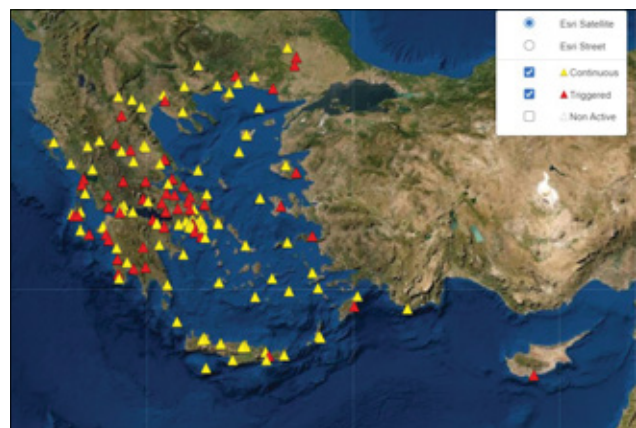 Esri Satellite
Esri Street
Continuous
Triggered
Non Active